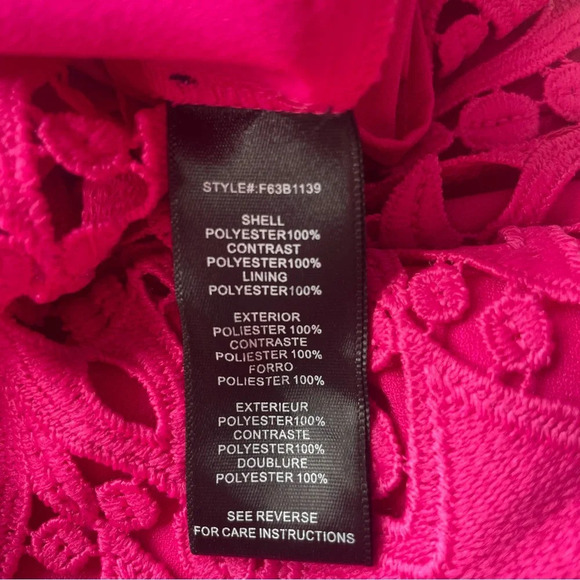 STYLE#:F63B1139
SHELL
POLYESTER100%
CONTRAST
POLYESTER100%
LINING
POLYESTER100%
EXTERIOR
POLIESTER 100%
CONTRASTE
POLIESTER 100%
FORRO
POLIESTER 100%
EXTERIEUR
POLYESTER100%
CONTRASTE
POLYESTER100%
DOUBLURE
POLYESTER 100%
SEE REVERSE
FOR CARE INSTRUCTIONS